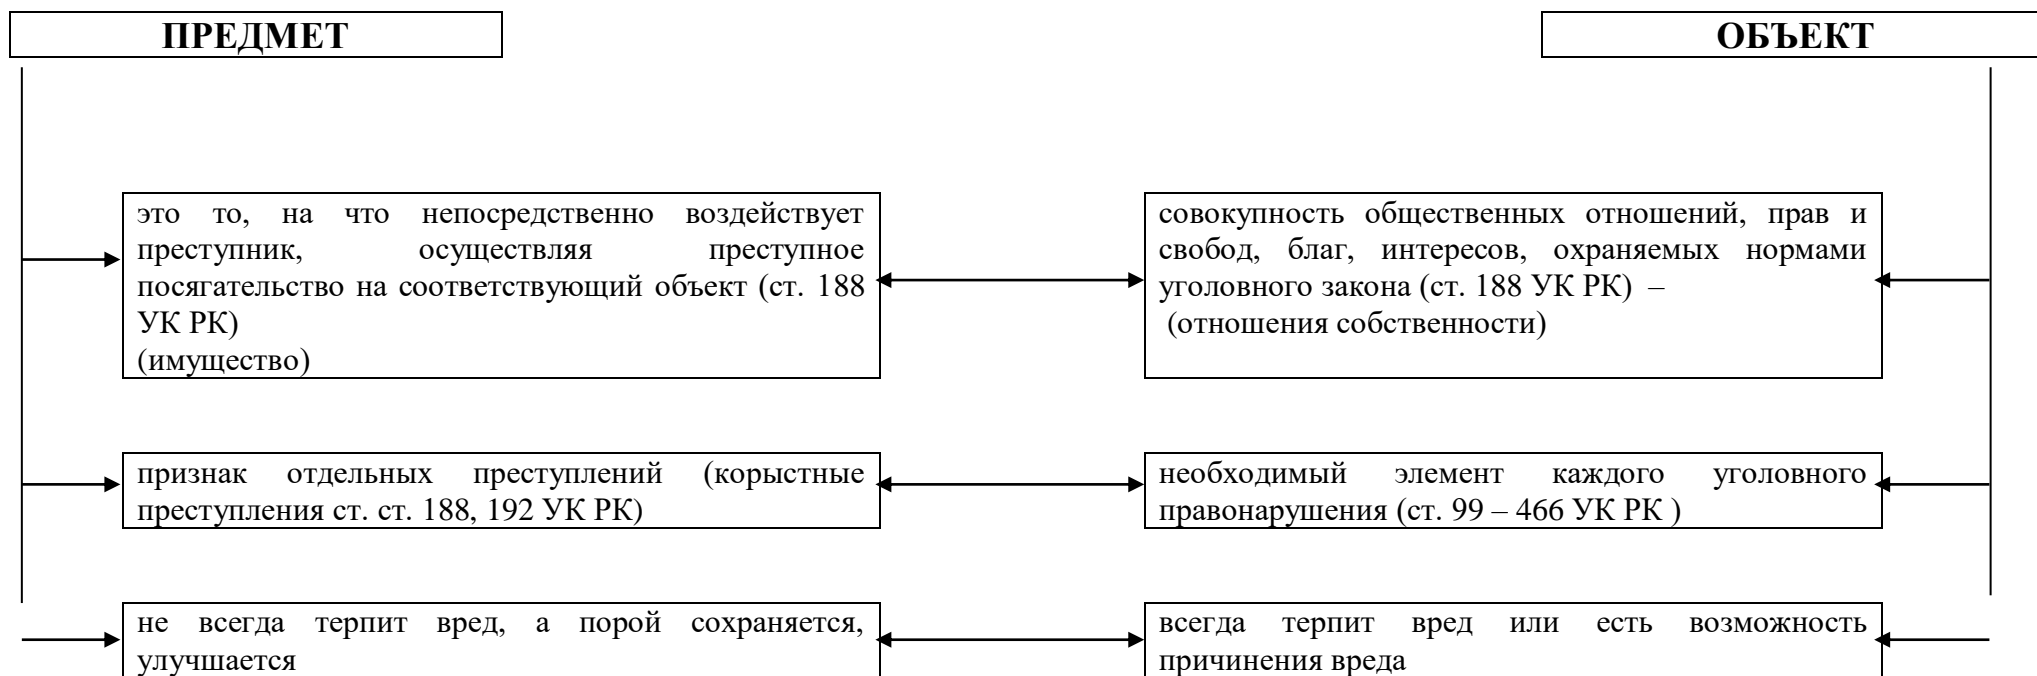 ПРЕДМЕТ
ОБЪЕКТ
это то, на что непосредственно воздействует
преступник, осуществляя преступное
посягательство на соответствующий объект (ст. 188
УК РК)
(имущество)
совокупность общественных отношений, прав и
свобод, благ, интересов, охраняемых нормами
уголовного закона (ст. 188 УК РК) –
(отношения собственности)
признак отдельных преступлений (корыстные
преступления ст. ст. 188, 192 УК РК)
необходимый элемент каждого уголовного
правонарушения (ст. 99 – 466 УК РК )
не всегда терпит вред, а порой сохраняется,
улучшается
всегда терпит вред или есть возможность
причинения вреда